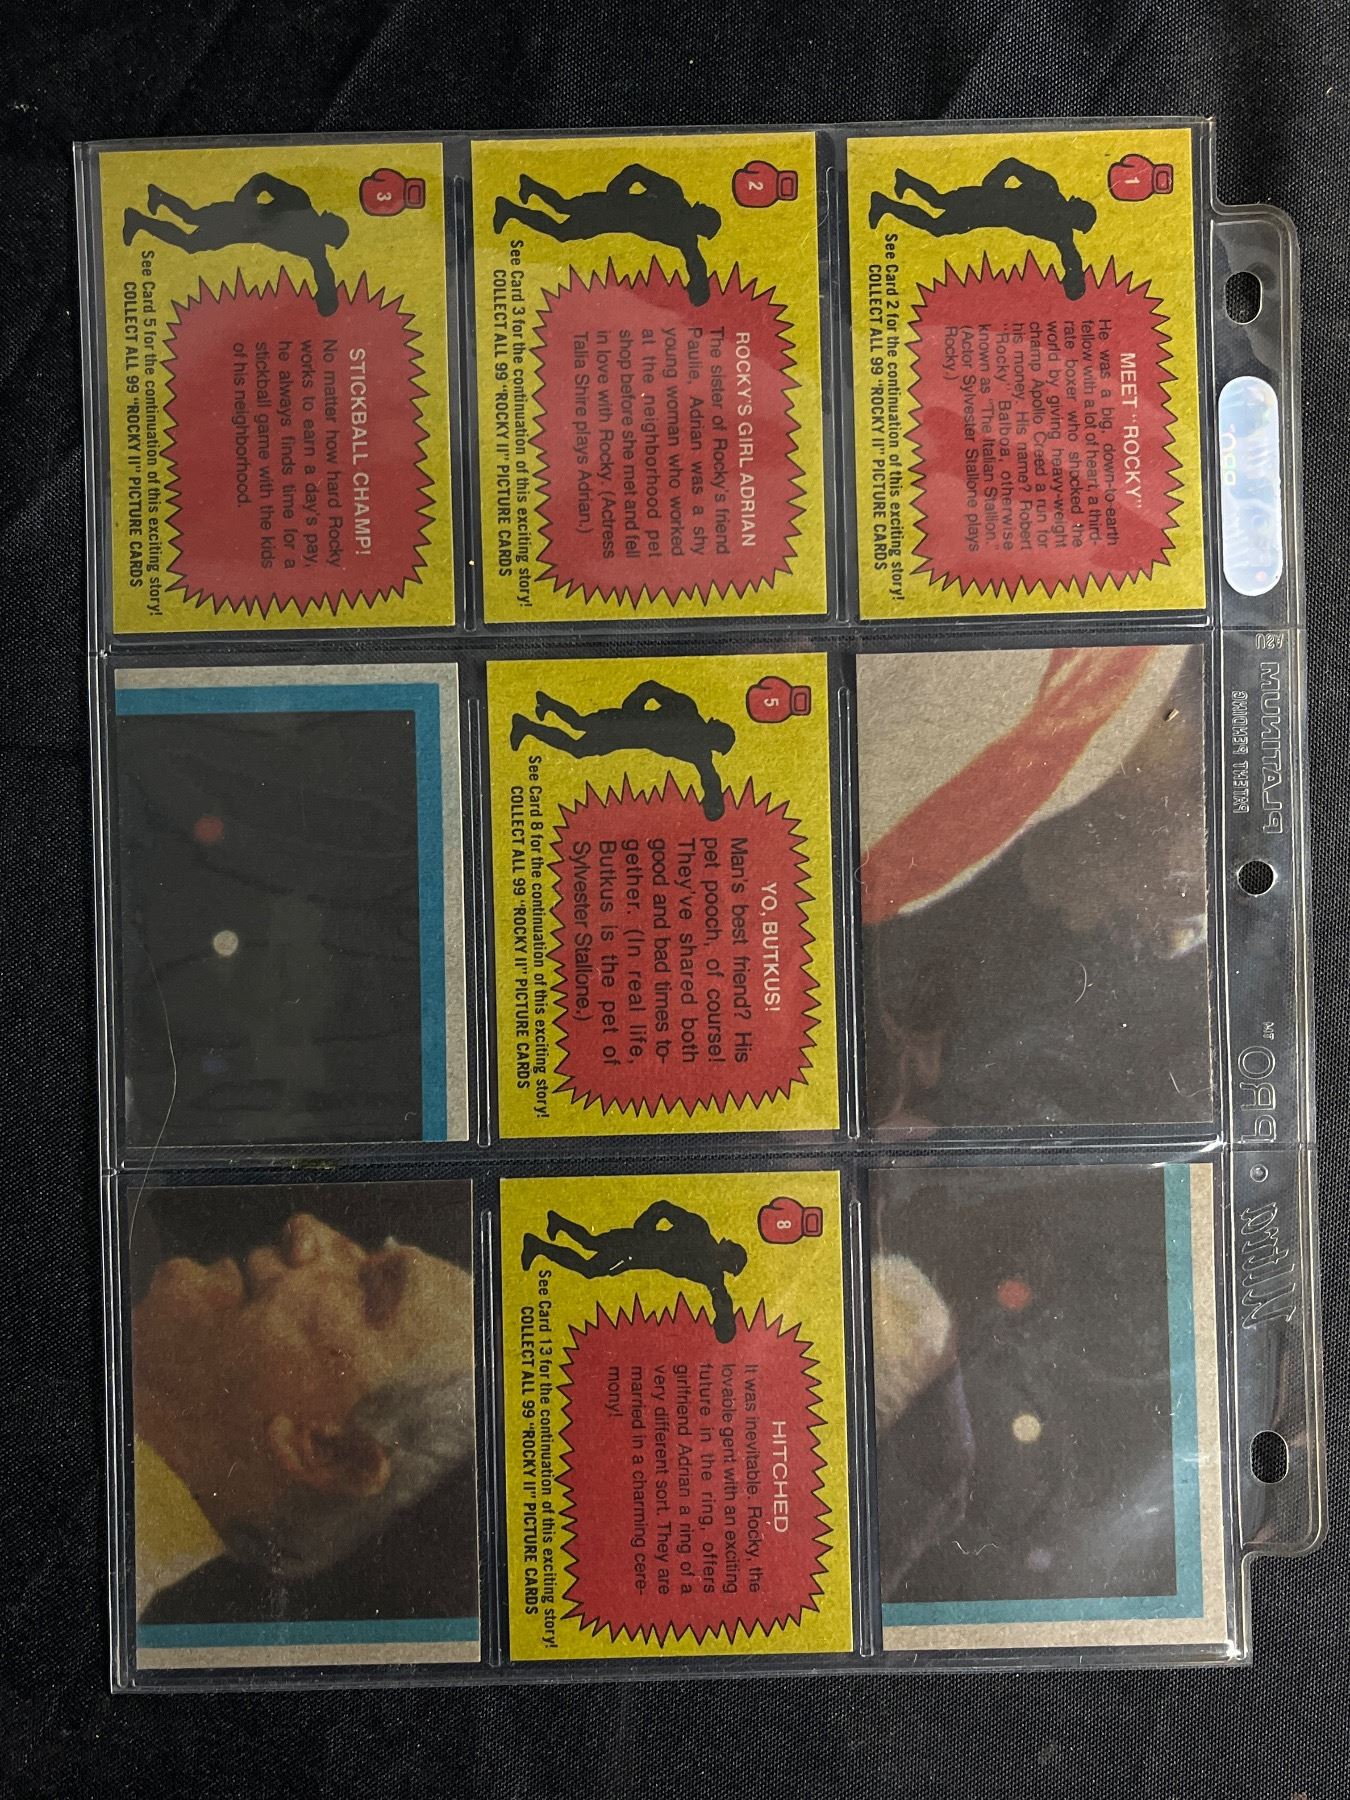 1
MEET "ROCKY"
He was a big, down-to-earth
fellow with a lot of heart, a third-
rate boxer who shocked the
world by giving heavy-weight
champ Apollo Creed a run for
his money. His name? Robert
"Rocky" Balboa, otherwise
known as "The Italian Stallion."
(Actor Sylvester Stallone plays
Rocky.)
See Card 2 for the continuation of this exciting story!
COLLECT ALL 99 "ROCKY II" PICTURE CARDS
2
ROCKY'S GIRL ADRIAN
The sister of Rocky's friend
Paulie, Adrian was a shy
young woman who worked
at the neighborhood pet
shop before she met and fell
in love with Rocky. (Actress
Talia Shire plays Adrian.)
See Card 3 for the continuation of this exciting story!
COLLECT ALL 99 "ROCKY II" PICTURE CARDS
3
STICKBALL CHAMP!
No matter how hard Rocky
works to earn a day's pay,
he always finds time for a
stickball game with the kids
of his neighborhood.
See Card 5 for the continuation of this exciting story!
COLLECT ALL 99 "ROCKY II" PICTURE CARDS
5
YO, BUTKUS!
Man's best friend? His
pet pooch, of course!
They've shared both
good and bad times to-
gether. (In real life,
Butkus is the pet of
Sylvester Stallone.)
See Card 8 for the continuation of this exciting story!
COLLECT ALL 99 "ROCKY II" PICTURE CARDS
8
HITCHED
It was inevitable. Rocky, the
lovable gent with an exciting
future in the ring, offers
girlfriend Adrian a ring of a
very different sort. They are
married in a charming cere-
mony!
See Card 13 for the continuation of this exciting story!
COLLECT ALL 99 "ROCKY II" PICTURE CARDS
ULTRA • PRO TM PLATINUM USA
PATENT PENDING